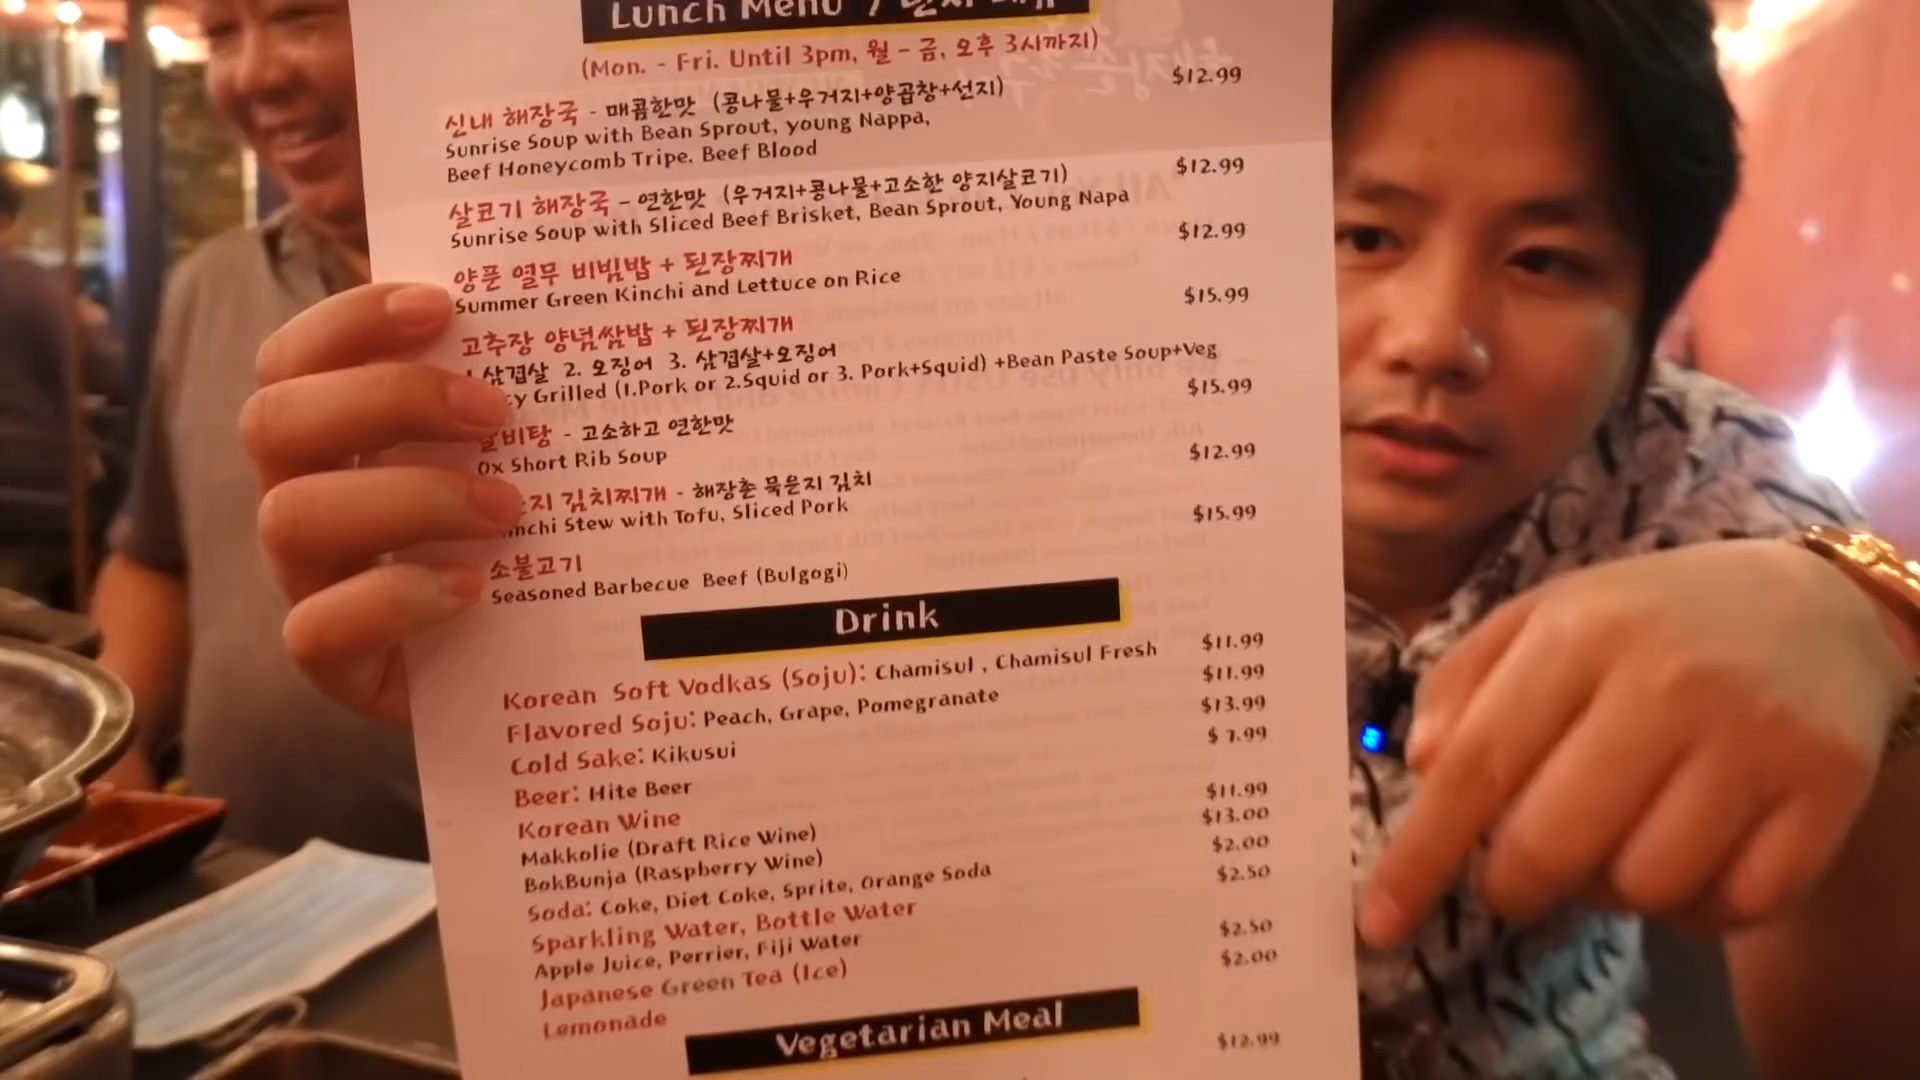 Lunch Menu /
(Mon. - Fri. Until 3pm, 월 - 금, 오후 3시까지)
신내 해장국 - 매콤한맛 (콩나물+우거지+양곱창+선지) $12.99
Sunrise Soup with Bean Sprout, young Nappa,
Beef Honeycomb Tripe. Beef Blood
살코기 해장국 - 연한맛 (우거지+콩나물+고소한 양지살코기) $12.99
Sunrise Soup with Sliced Beef Brisket, Bean Sprout, Young Napa
양푼 열무 비빔밥 + 된장찌개 $12.99
Summer Green Kinchi and Lettuce on Rice
고추장 양념쌈밥 + 된장찌개 $15.99
삼겹살 2. 오징어 3. 삼겹살+오징어
Grilled (1.Pork or 2.Squid or 3. Pork+Squid) +Bean Paste Soup+Veg
갈비탕 - 고소하고 연한맛 $15.99
Ox Short Rib Soup
김치찌개 - 해장촌 묵은지 김치 $12.99
Stew with Tofu, Sliced Pork
소불고기 $15.99
Seasoned Barbecue Beef (Bulgogi)
Drink
Korean Soft Vodkas (Soju): Chamisul , Chamisul Fresh $11.99
Flavored Soju: Peach, Grape, Pomegranate $11.99
Cold Sake: Kikusui $13.99
Beer: Hite Beer $ 7.99
Korean Wine
Makkolie (Draft Rice Wine) $11.99
BokBunja (Raspberry Wine) $13.00
Soda: Coke, Diet Coke, Sprite, Orange Soda $2.00
Sparkling Water, Bottle Water $2.50
Apple Juice, Perrier, Fiji Water
Japanese Green Tea (Ice) $2.50
Lemonade $2.00
Vegetarian Meal
$12.99